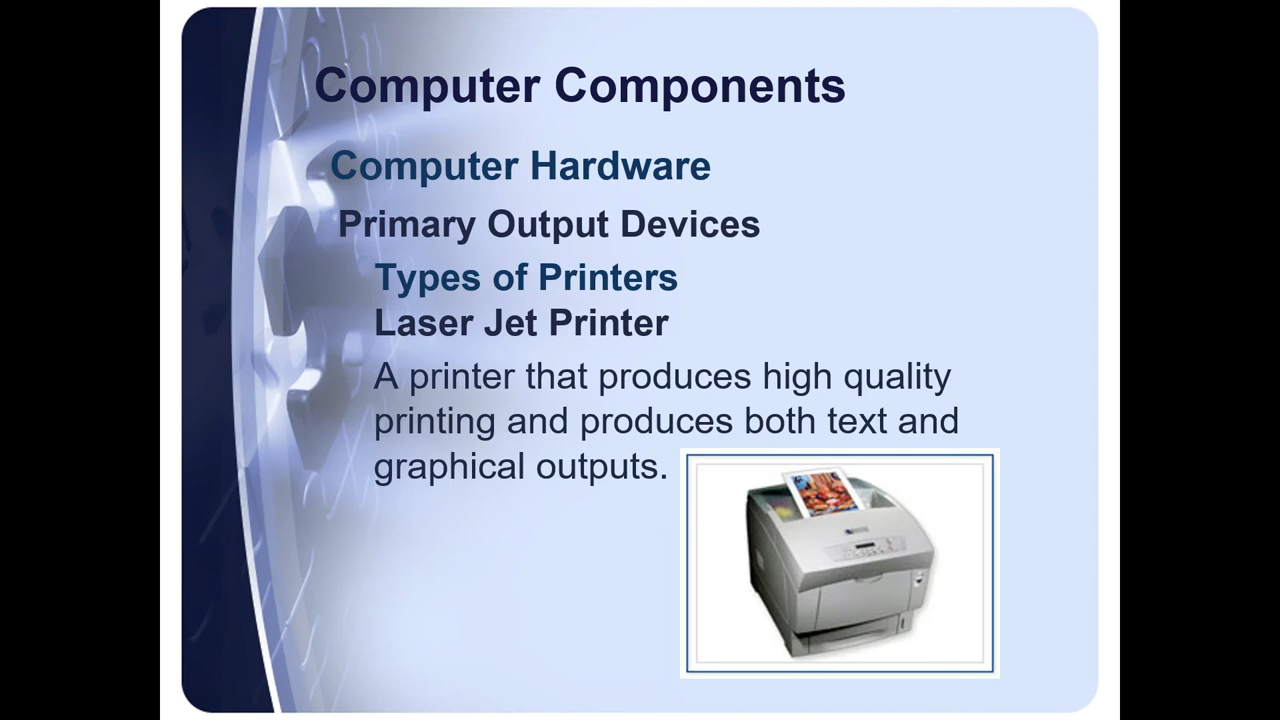 Computer Components
Computer Hardware
Primary Output Devices
Types of Printers
Laser Jet Printer
A printer that produces high quality
printing and produces both text and
graphical outputs.